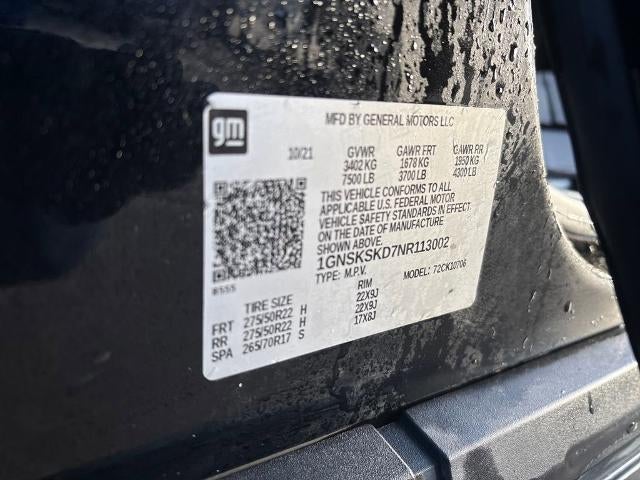 gm
MFD BY GENERAL MOTORS LLC
10/21 GVWR GAWR FRT GAWR RR
3402 KG 1678 KG 1950 KG
7500 LB 3700 LB 4300 LB
THIS VEHICLE CONFORMS TO ALL
APPLICABLE U.S. FEDERAL MOTOR
VEHICLE SAFETY STANDARDS IN EFFECT
ON THE DATE OF MANUFACTURE
SHOWN ABOVE.
1GNSKSKD7NR113002
TYPE: M.P.V. MODEL: 72CK10706
8555
TIRE SIZE RIM
FRT 275/50R22 H 22X9J
RR 275/50R22 H 22X9J
SPA 265/70R17 S 17X8J